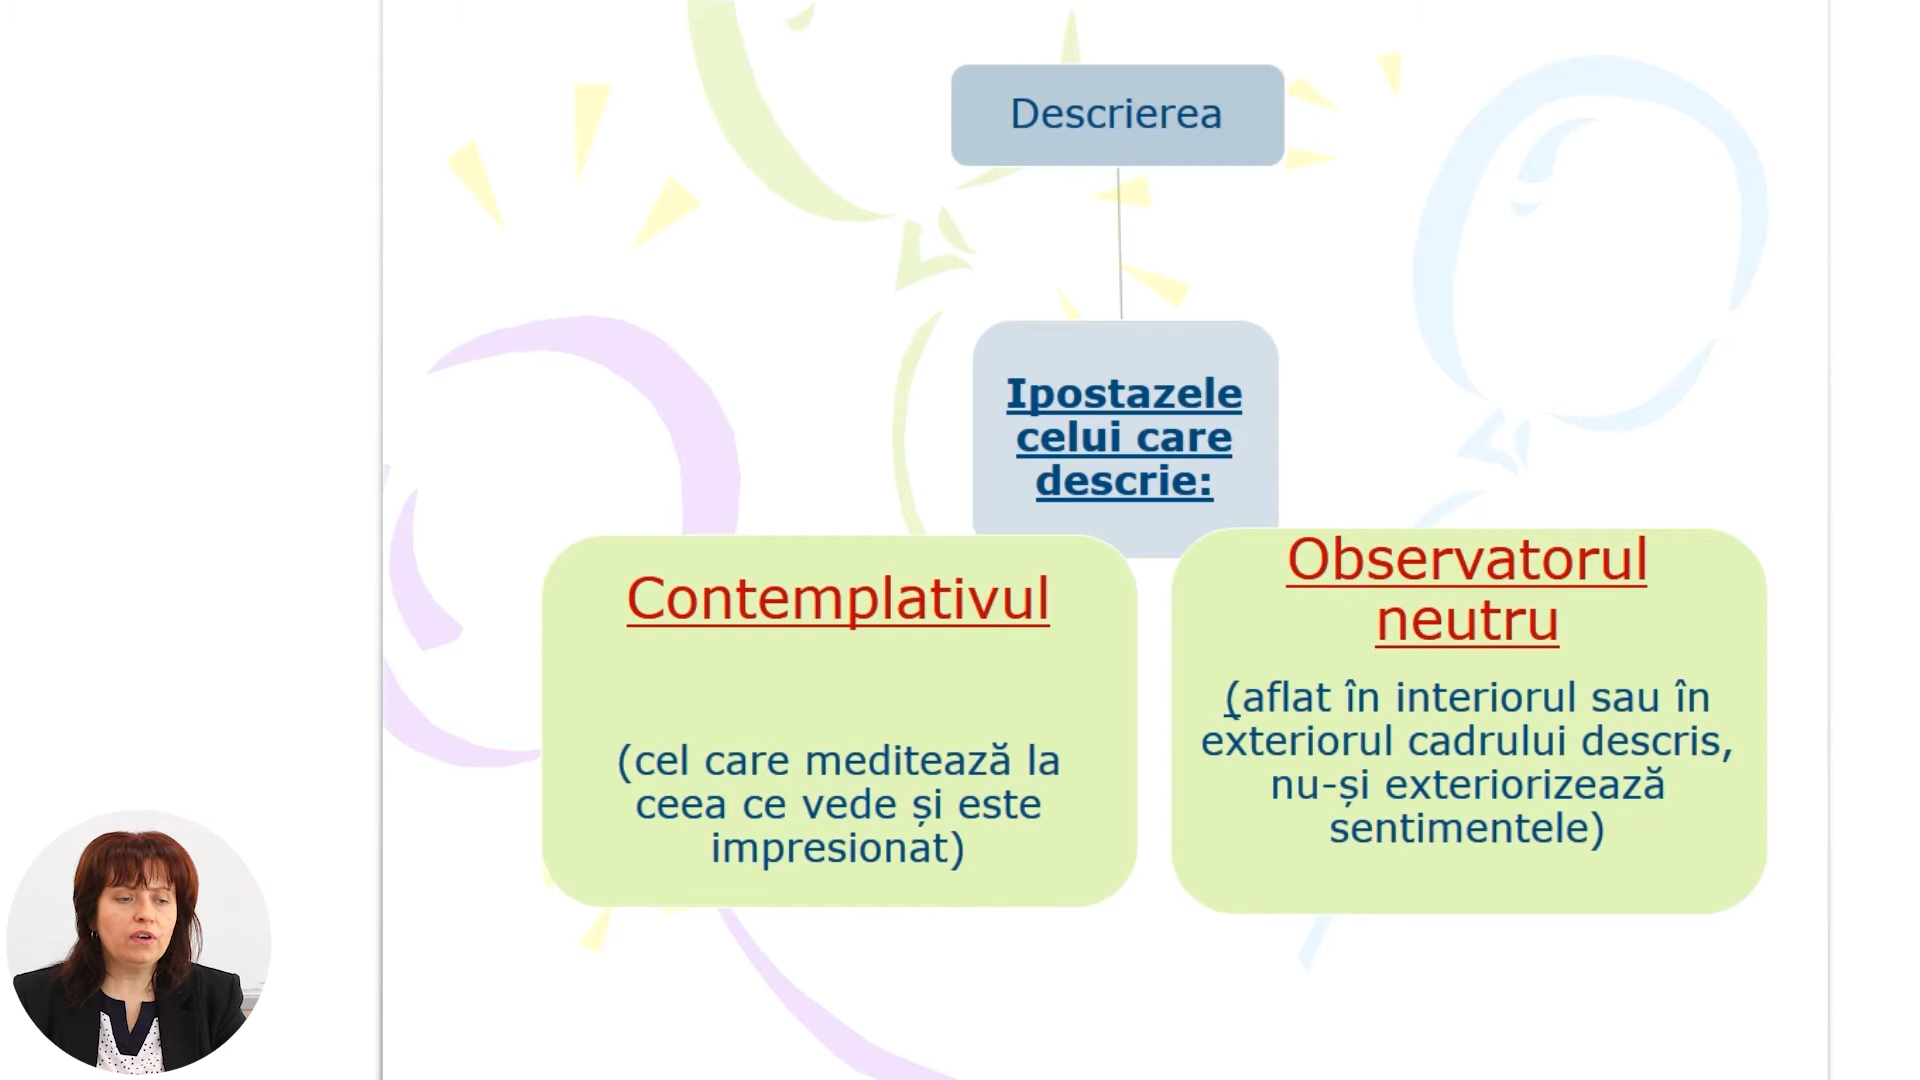 Descrierea
Ipostazele
celui care
descrie:
Contemplativul
(cel care meditează la
ceea ce vede și este
impresionat)
Observatorul
neutru
(aflat în interiorul sau în
exteriorul cadrului descris,
nu-și exteriorizează
sentimentele)